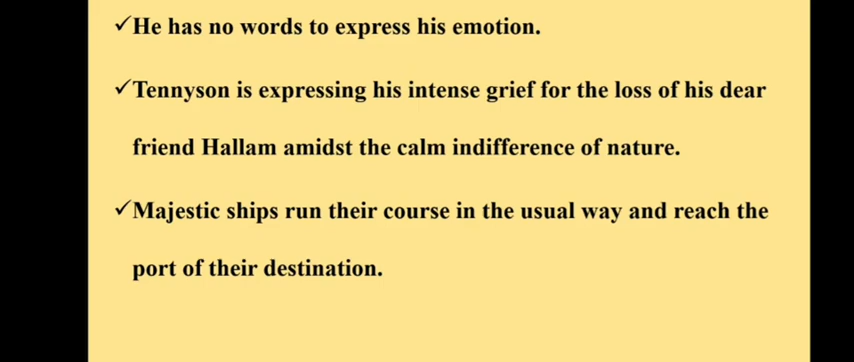 ✓He has no words to express his emotion.
✓Tennyson is expressing his intense grief for the loss of his dear
friend Hallam amidst the calm indifference of nature.
✓Majestic ships run their course in the usual way and reach the
port of their destination.